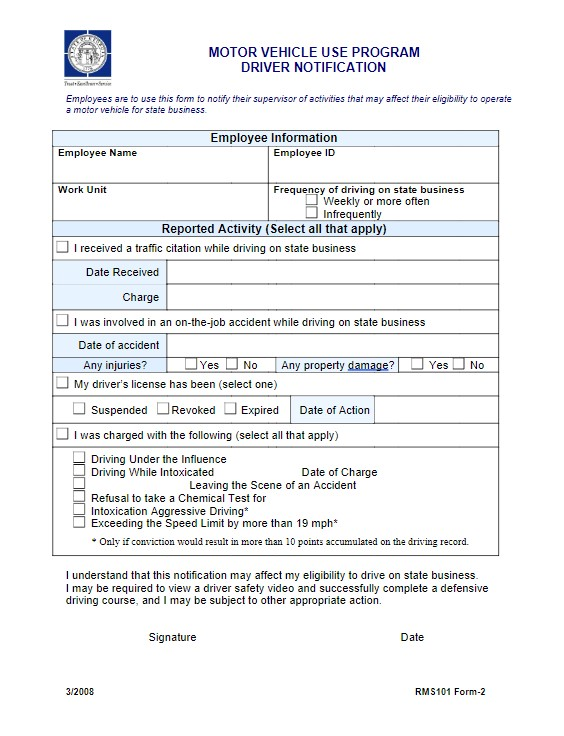 MOTOR VEHICLE USE PROGRAM
DRIVER NOTIFICATION
Employees are to use this form to notify their supervisor of activities that may affect their eligibility to operate
a motor vehicle for state business.
Employee Information
Employee Name Employee ID
Work Unit Frequency of driving on state business
Weekly or more often
Infrequently
Reported Activity (Select all that apply)
I received a traffic citation while driving on state business
Date Received
Charge
I was involved in an on-the-job accident while driving on state business
Date of accident
Any injuries? Yes No Any property damage? Yes No
My driver's license has been (select one)
Suspended Revoked Expired Date of Action
I was charged with the following (select all that apply)
Driving Under the Influence
Driving While Intoxicated Date of Charge
Leaving the Scene of an Accident
Refusal to take a Chemical Test for
Intoxication Aggressive Driving*
Exceeding the Speed Limit by more than 19 mph*
* Only if conviction would result in more than 10 points accumulated on the driving record.
I understand that this notification may affect my eligibility to drive on state business.
I may be required to view a driver safety video and successfully complete a defensive
driving course, and I may be subject to other appropriate action.
Signature Date
3/2008 RMS101 Form-2